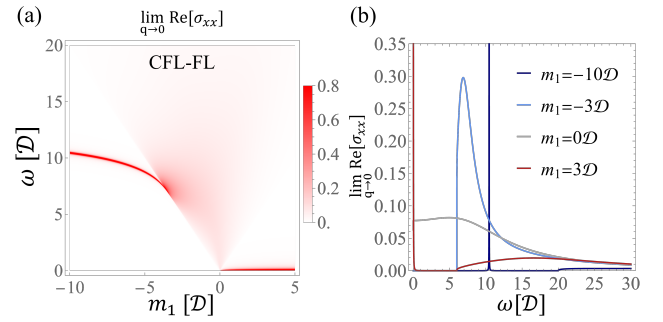 (a)
lim Re[σxx]
q→0
CFL-FL
20
15
10
5
0
ω [𝒟]
-10
-5
0
5
m₁ [𝒟]
0.8
0.6
0.4
0.2
0.
(b)
0.35
0.30
0.25
0.20
0.15
0.10
0.05
0.00
lim Re[σxx]
q→0
m₁=-10𝒟
m₁=-3𝒟
m₁=0𝒟
m₁=3𝒟
0 5 10 15 20 25 30
ω[𝒟]